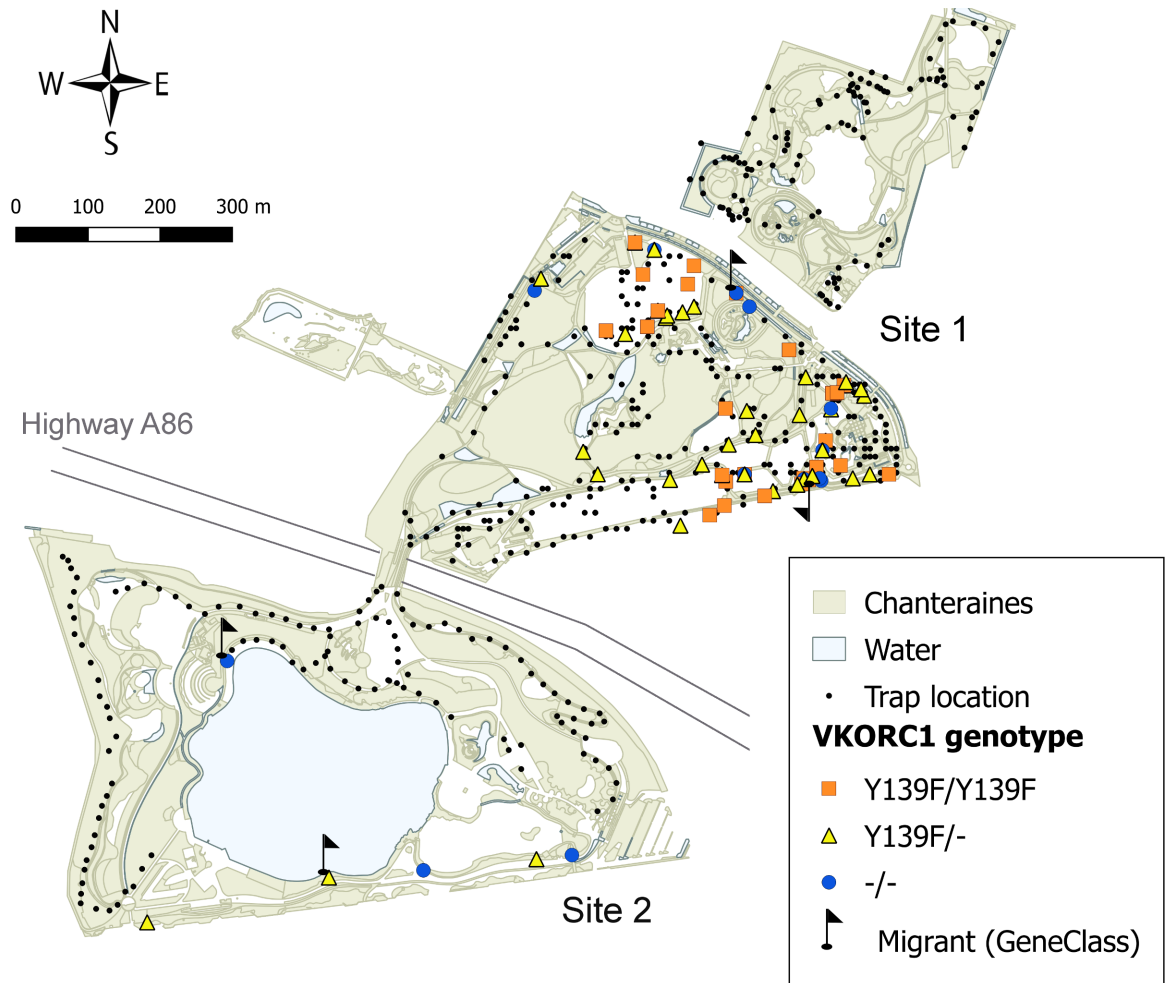 N
W E
S
0 100 200 300 m
Site 1
Highway A86
Chanteraines
Water
Trap location
VKORC1 genotype
Y139F/Y139F
Y139F/-
-/-
Migrant (GeneClass)
Site 2